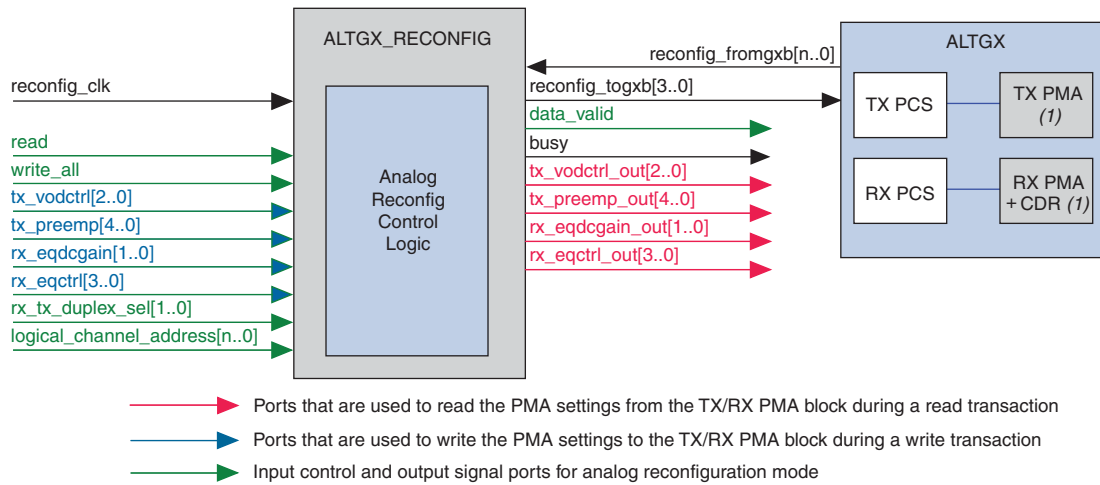 ALTGX_RECONFIG
ALTGX
reconfig_fromgxb[n..0]
reconfig_clk
reconfig_togxb[3..0]
data_valid
read
busy
write_all
tx_vodctrl_out[2..0]
tx_vodctrl[2..0]
tx_preemp_out[4..0]
tx_preemp[4..0]
rx_eqdcgain_out[1..0]
rx_eqdcgain[1..0]
rx_eqctrl_out[3..0]
rx_eqctrl[3..0]
rx_tx_duplex_sel[1..0]
logical_channel_address[n..0]
Analog
Reconfig
Control
Logic
TX PCS
TX PMA
(1)
RX PCS
RX PMA
+ CDR (1)
Ports that are used to read the PMA settings from the TX/RX PMA block during a read transaction
Ports that are used to write the PMA settings to the TX/RX PMA block during a write transaction
Input control and output signal ports for analog reconfiguration mode